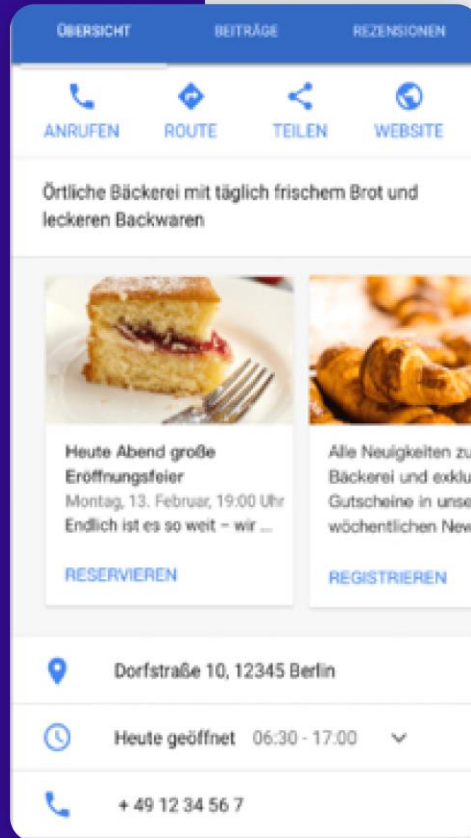 ÜBERSICHT BEITRÄGE REZENSIONEN
ANRUFEN ROUTE TEILEN WEBSITE
Örtliche Bäckerei mit täglich frischem Brot und
leckeren Backwaren
Heute Abend große
Eröffnungsfeier
Montag, 13. Februar, 19:00 Uhr
Endlich ist es so weit – wir ...
RESERVIEREN
Alle Neuigkeiten zu
Bäckerei und exklu
Gutscheine in unse
wöchentlichen New
REGISTRIEREN
Dorfstraße 10, 12345 Berlin
Heute geöffnet 06:30 - 17:00
+ 49 12 34 56 7